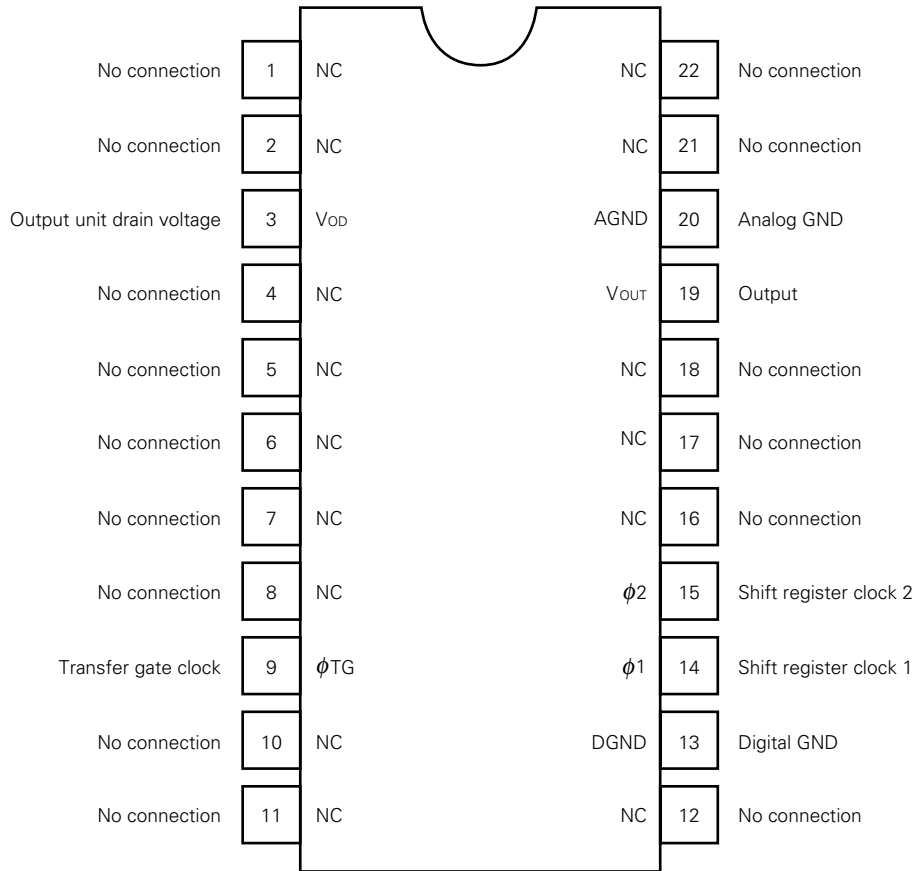 No connection 1 NC NC 22 No connection
No connection 2 NC NC 21 No connection
Output unit drain voltage 3 VOD AGND 20 Analog GND
No connection 4 NC VOUT 19 Output
No connection 5 NC NC 18 No connection
No connection 6 NC NC 17 No connection
No connection 7 NC NC 16 No connection
No connection 8 NC ϕ2 15 Shift register clock 2
Transfer gate clock 9 ϕTG ϕ1 14 Shift register clock 1
No connection 10 NC DGND 13 Digital GND
No connection 11 NC NC 12 No connection